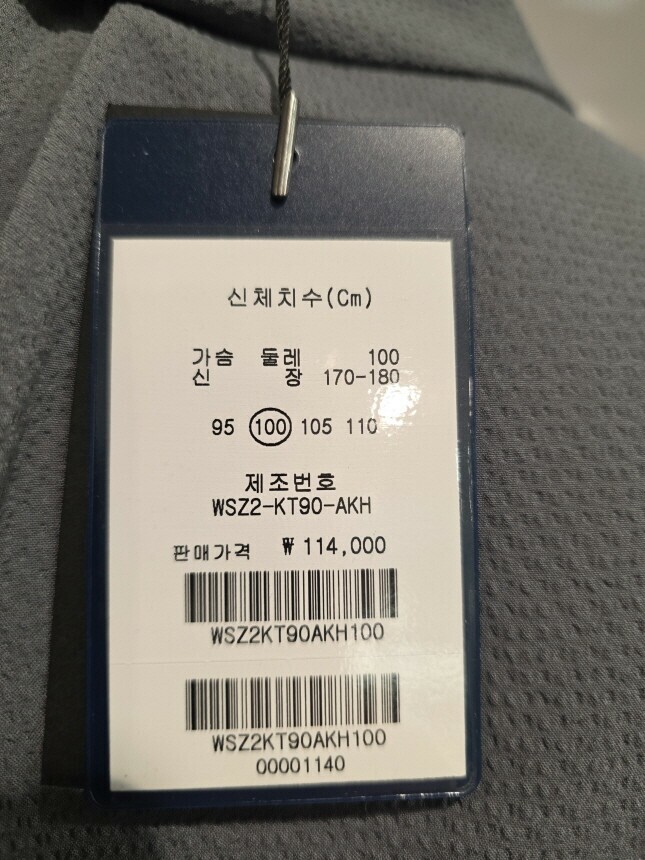 신체치수(Cm)
가슴 둘레 100
신 장 170-180
95 100 105 110
제조번호
WSZ2-KT90-AKH
판매가격 ₩ 114,000
WSZ2KT90AKH100
WSZ2KT90AKH100
00001140